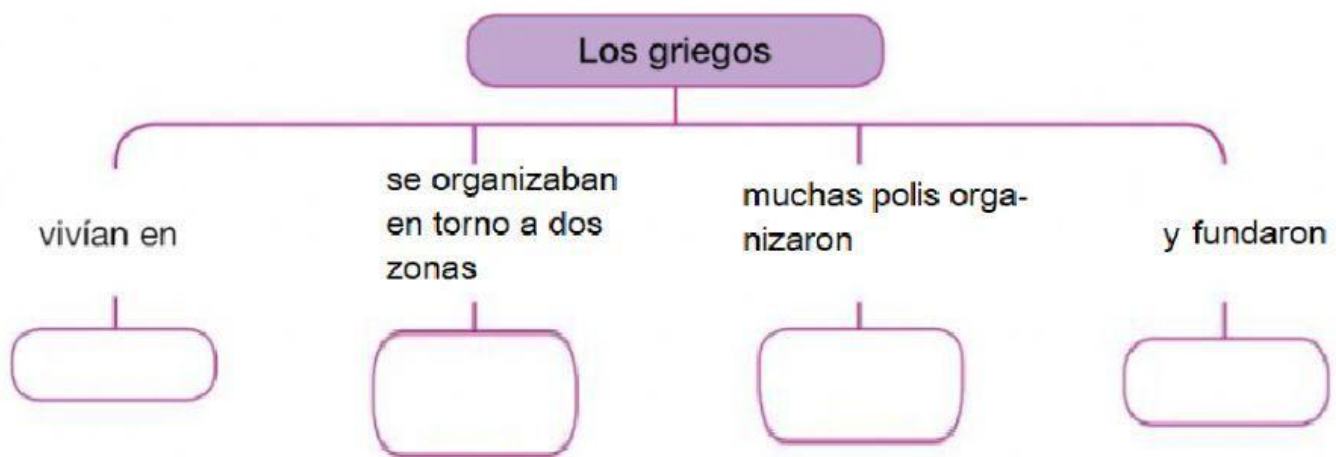 Los griegos
vivían en
se organizaban
en torno a dos
zonas
muchas polis orga-
nizaron
y fundaron